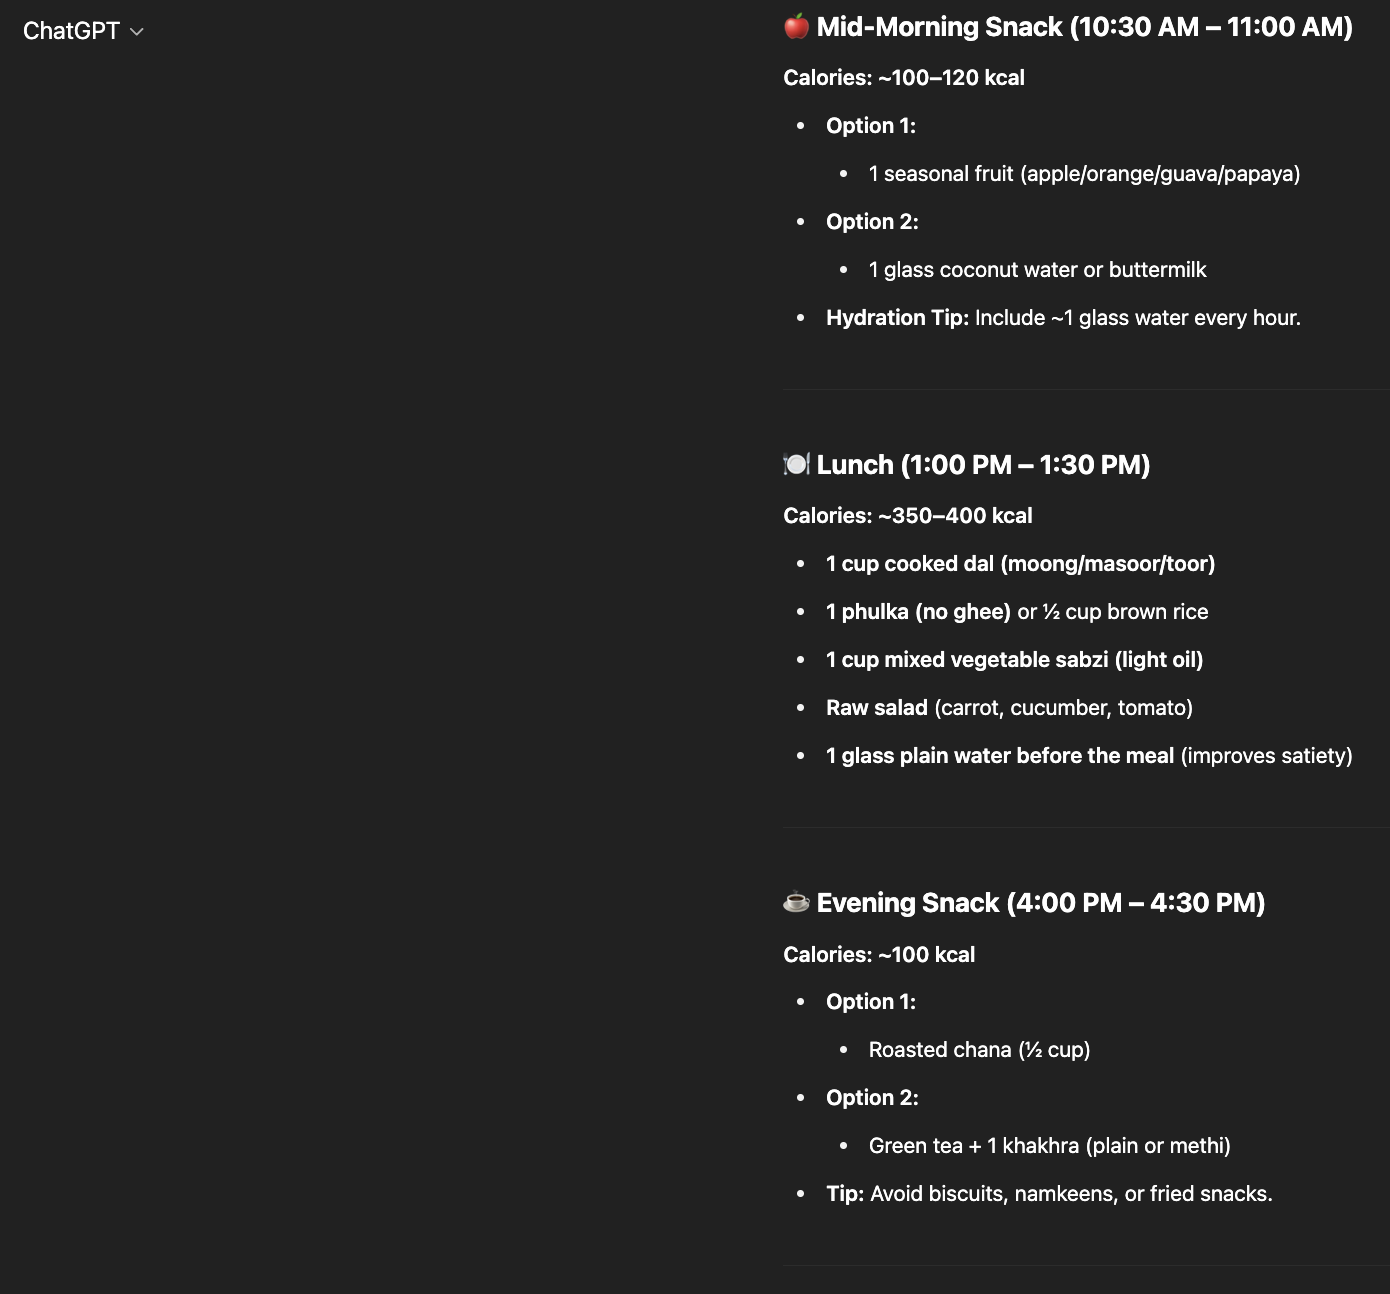 ChatGPT
🍎 Mid-Morning Snack (10:30 AM – 11:00 AM)
Calories: ~100–120 kcal
• Option 1:
• 1 seasonal fruit (apple/orange/guava/papaya)
• Option 2:
• 1 glass coconut water or buttermilk
• Hydration Tip: Include ~1 glass water every hour.
🍽️ Lunch (1:00 PM – 1:30 PM)
Calories: ~350–400 kcal
• 1 cup cooked dal (moong/masoor/toor)
• 1 phulka (no ghee) or ½ cup brown rice
• 1 cup mixed vegetable sabzi (light oil)
• Raw salad (carrot, cucumber, tomato)
• 1 glass plain water before the meal (improves satiety)
☕ Evening Snack (4:00 PM – 4:30 PM)
Calories: ~100 kcal
• Option 1:
• Roasted chana (½ cup)
• Option 2:
• Green tea + 1 khakhra (plain or methi)
• Tip: Avoid biscuits, namkeens, or fried snacks.